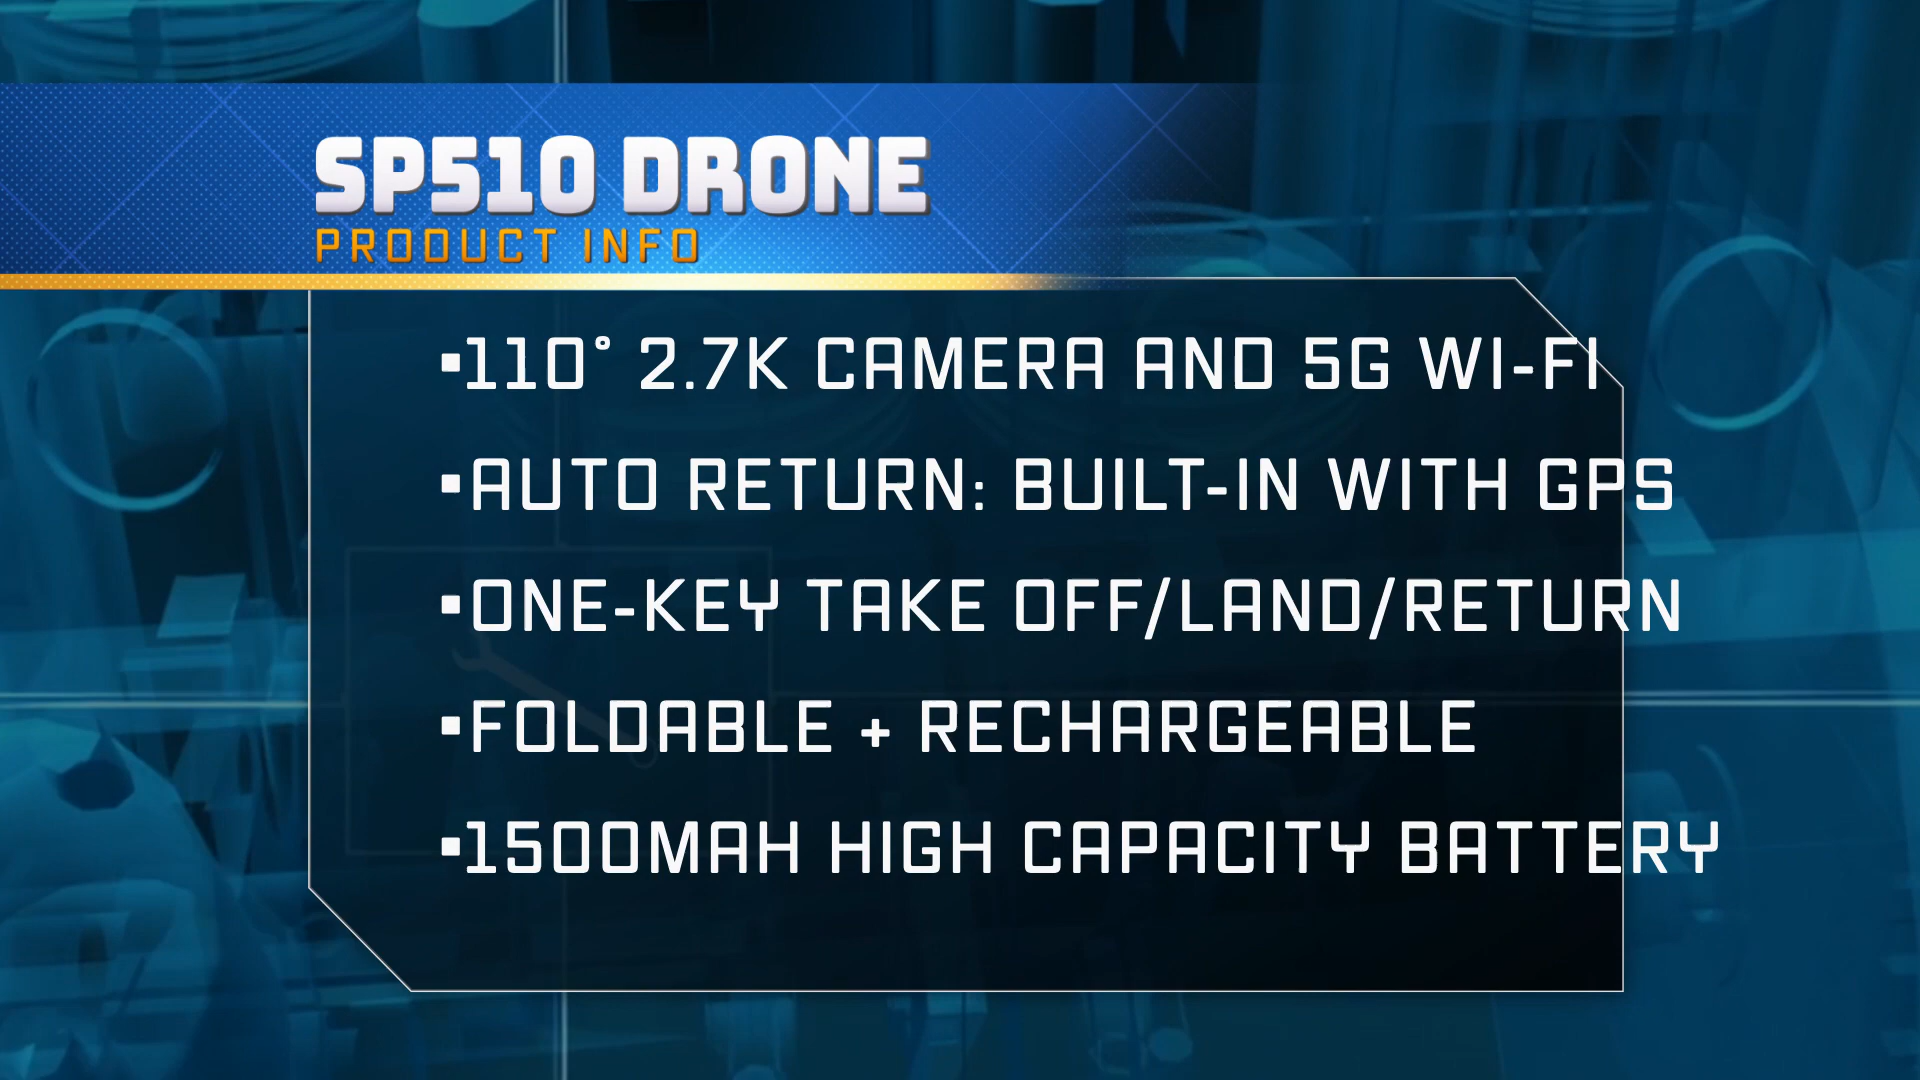 SP510 DRONE
PRODUCT INFO
▪110° 2.7K CAMERA AND 5G WI-FI
▪AUTO RETURN: BUILT-IN WITH GPS
▪ONE-KEY TAKE OFF/LAND/RETURN
▪FOLDABLE + RECHARGEABLE
▪1500MAH HIGH CAPACITY BATTERY